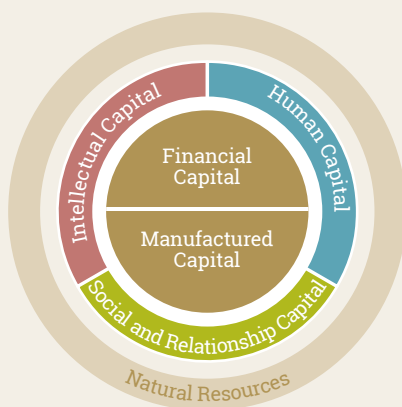 Intellectual Capital
Human Capital
Financial
Capital
Manufactured
Capital
Social and Relationship Capital
Natural Resources